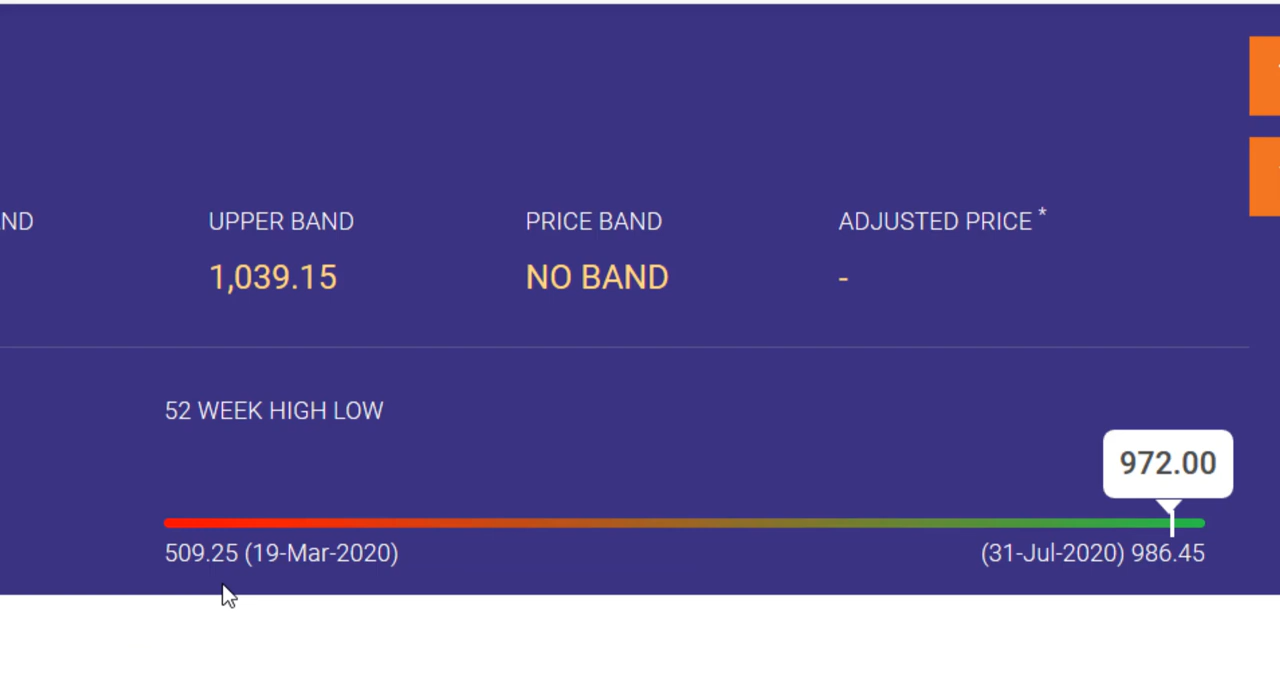 ND UPPER BAND PRICE BAND ADJUSTED PRICE *
1,039.15 NO BAND -
52 WEEK HIGH LOW
972.00
509.25 (19-Mar-2020) (31-Jul-2020) 986.45